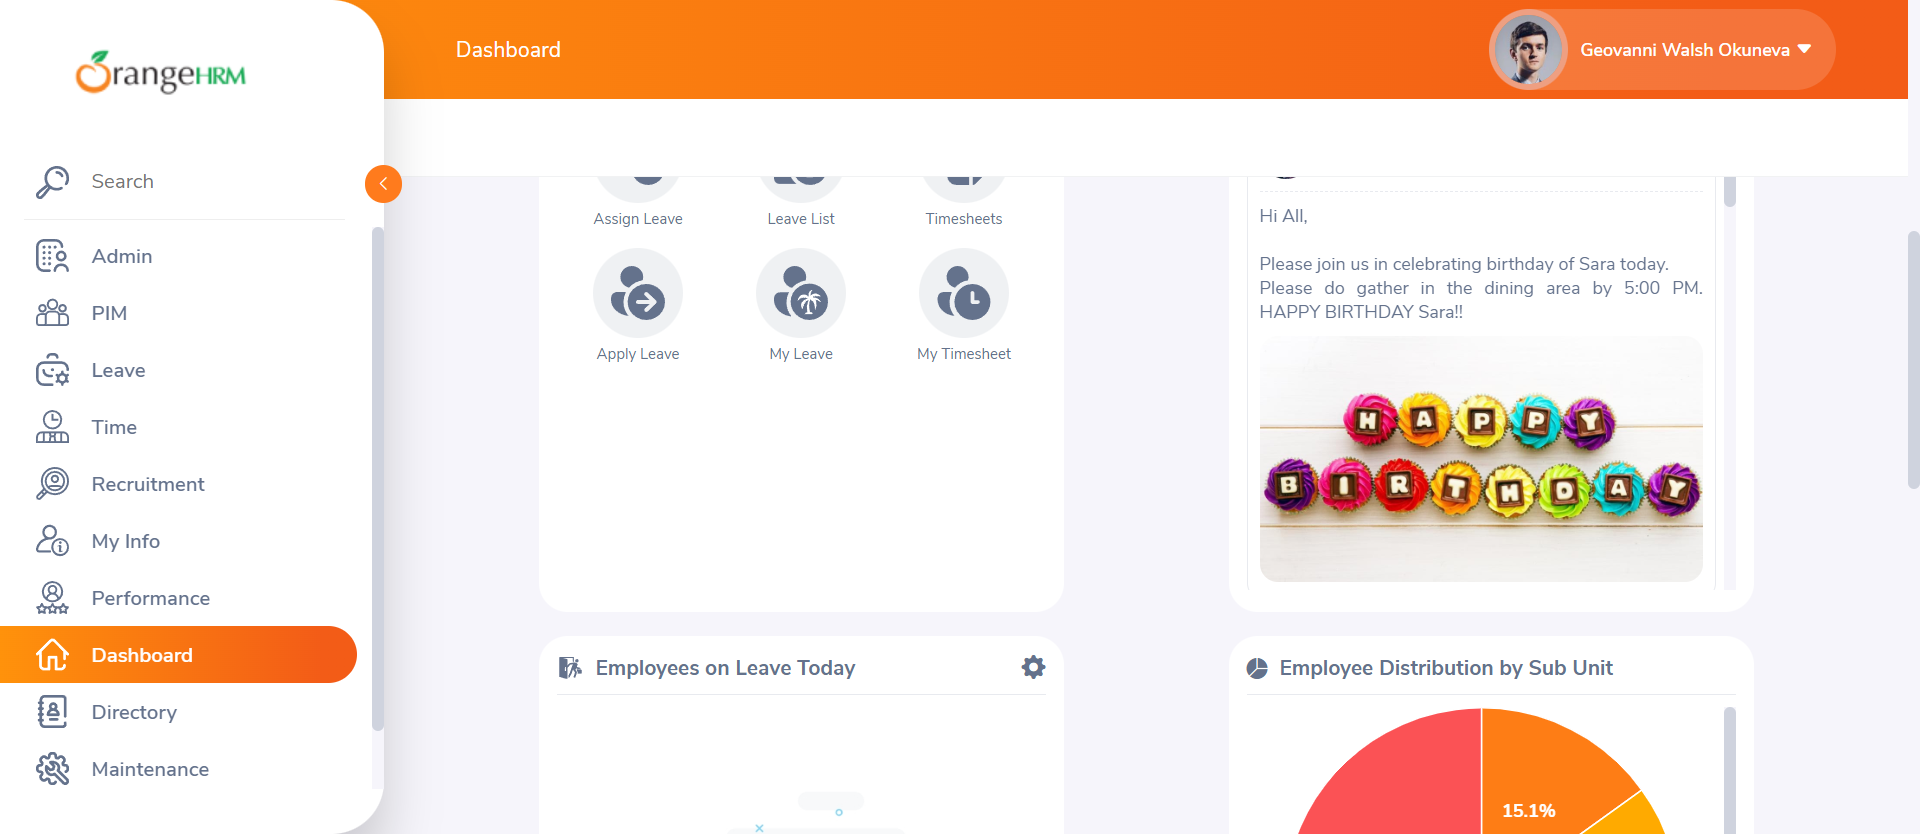 OrangeHRM
Dashboard
Geovanni Walsh Okuneva
Search
Admin
PIM
Leave
Time
Recruitment
My Info
Performance
Dashboard
Directory
Maintenance
Assign Leave
Leave List
Timesheets
Apply Leave
My Leave
My Timesheet
Hi All,
Please join us in celebrating birthday of Sara today.
Please do gather in the dining area by 5:00 PM.
HAPPY BIRTHDAY Sara!!
HAPPY
BIRTHDAY
Employees on Leave Today
Employee Distribution by Sub Unit
15.1%